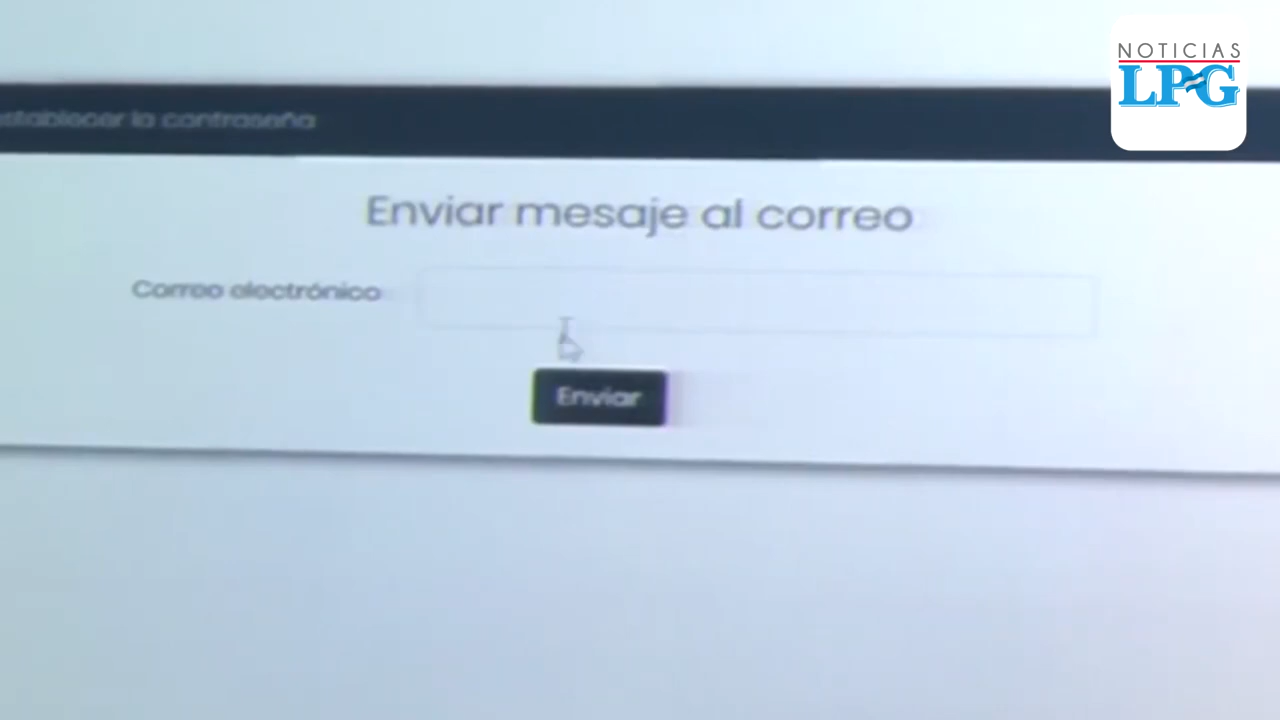 NOTICIAS
LPG
establecer la contraseña
Enviar mesaje al correo
Correo electrónico
Enviar